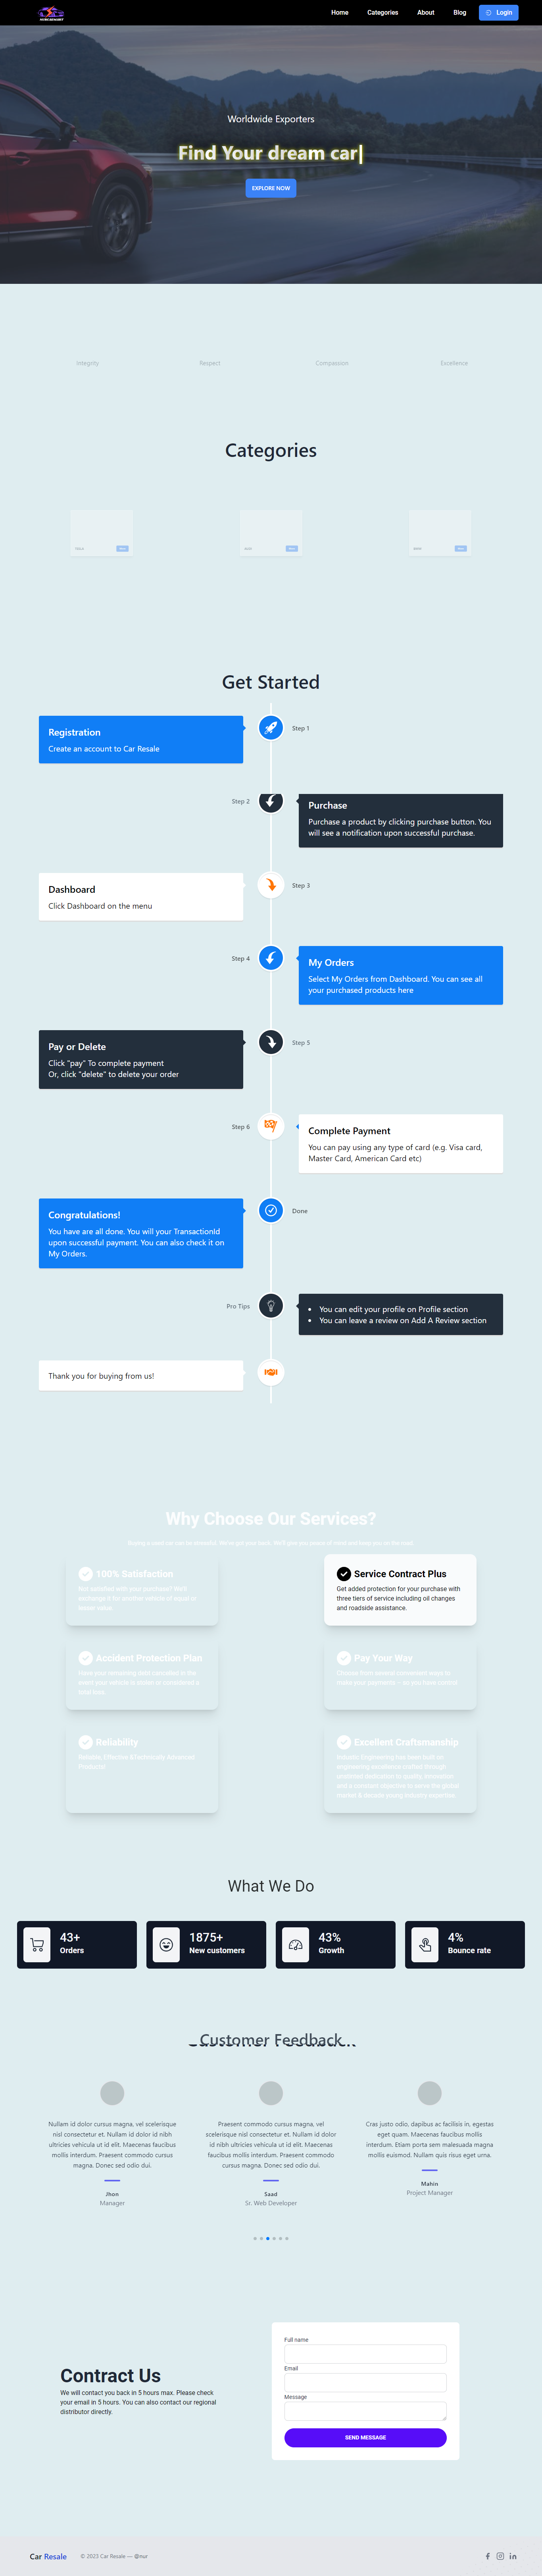 Home
Categories
About
Blog
Login
Worldwide Exporters
Find Your dream car
EXPLORE NOW
Integrity
Respect
Compassion
Excellence
Categories
Get Started
Registration
Create an account to Car Resale
Step 1
Step 2
Purchase
Purchase a product by clicking purchase button. You
will see a notification upon successful purchase.
Dashboard
Click Dashboard on the menu
Step 3
Step 4
My Orders
Select My Orders from Dashboard. You can see all
your purchased products here
Pay or Delete
Click "pay" To complete payment
Or, click "delete" to delete your order
Step 5
Step 6
Complete Payment
You can pay using any type of card (e.g. Visa card,
Master Card, American Card etc)
Congratulations!
You have are all done. You will your TransactionId
upon successful payment. You can also check it on
My Orders.
Done
Pro Tips
You can edit your profile on Profile section
You can leave a review on Add A Review section
Thank you for buying from us!
Why Choose Our Services?
100% Satisfaction
Service Contract Plus
Get added protection for your purchase with
three tiers of service including oil changes
and roadside assistance.
Accident Protection Plan
Pay Your Way
Reliability
Excellent Craftsmanship
What We Do
43+
Orders
1875+
New customers
43%
Growth
4%
Bounce rate
Customer Feedback
Nullam id dolor cursus magna, vel scelerisque
nisl consectetur et. Nullam id dolor id nibh
ultricies vehicula ut id elit. Maecenas faucibus
mollis interdum. Praesent commodo cursus
magna. Donec sed odio dui.
Jhon
Manager
Praesent commodo cursus magna, vel
scelerisque nisl consectetur et. Nullam id dolor
id nibh ultricies vehicula ut id elit. Maecenas
faucibus mollis interdum. Praesent commodo
cursus magna. Donec sed odio dui.
Saad
Sr. Web Developer
Cras justo odio, dapibus ac facilisis in, egestas
eget quam. Maecenas faucibus mollis
interdum. Etiam porta sem malesuada magna
mollis euismod. Nullam quis risus eget urna.
Mahin
Project Manager
Contract Us
We will contact you back in 5 hours max. Please check
your email in 5 hours. You can also contact our regional
distributor directly.
Full name
Email
Message
SEND MESSAGE
Car Resale
© 2023 Car Resale — @nur